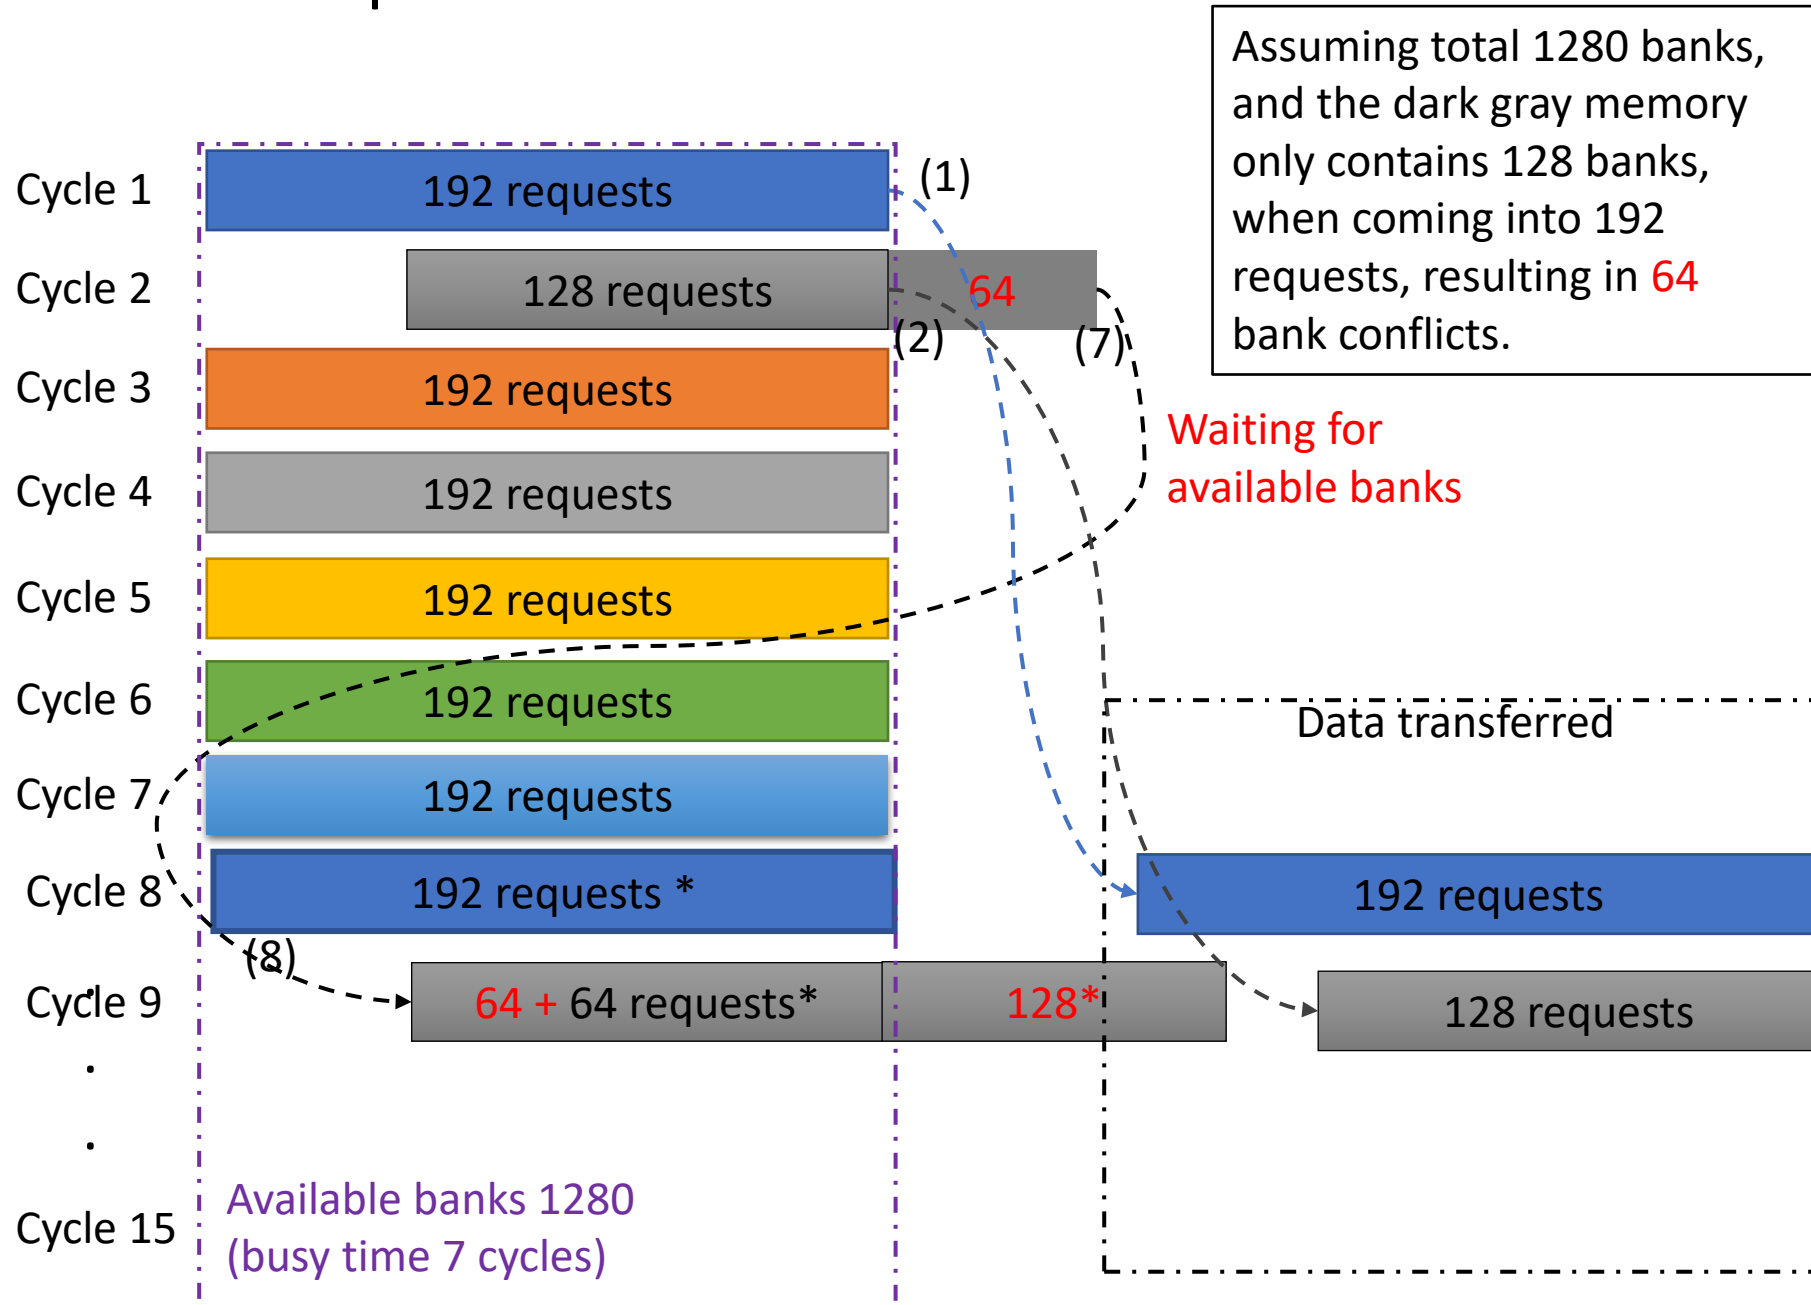 Assuming total 1280 banks,
and the dark gray memory
only contains 128 banks,
when coming into 192
requests, resulting in 64
bank conflicts.
Cycle 1
192 requests
(1)
Cycle 2
128 requests
64
(2)
(7)
Cycle 3
192 requests
Waiting for
available banks
Cycle 4
192 requests
Cycle 5
192 requests
Cycle 6
192 requests
Data transferred
Cycle 7
192 requests
Cycle 8
192 requests *
192 requests
(8)
Cycle 9
64 + 64 requests*
128*
128 requests
.
.
.
Cycle 15
Available banks 1280
(busy time 7 cycles)